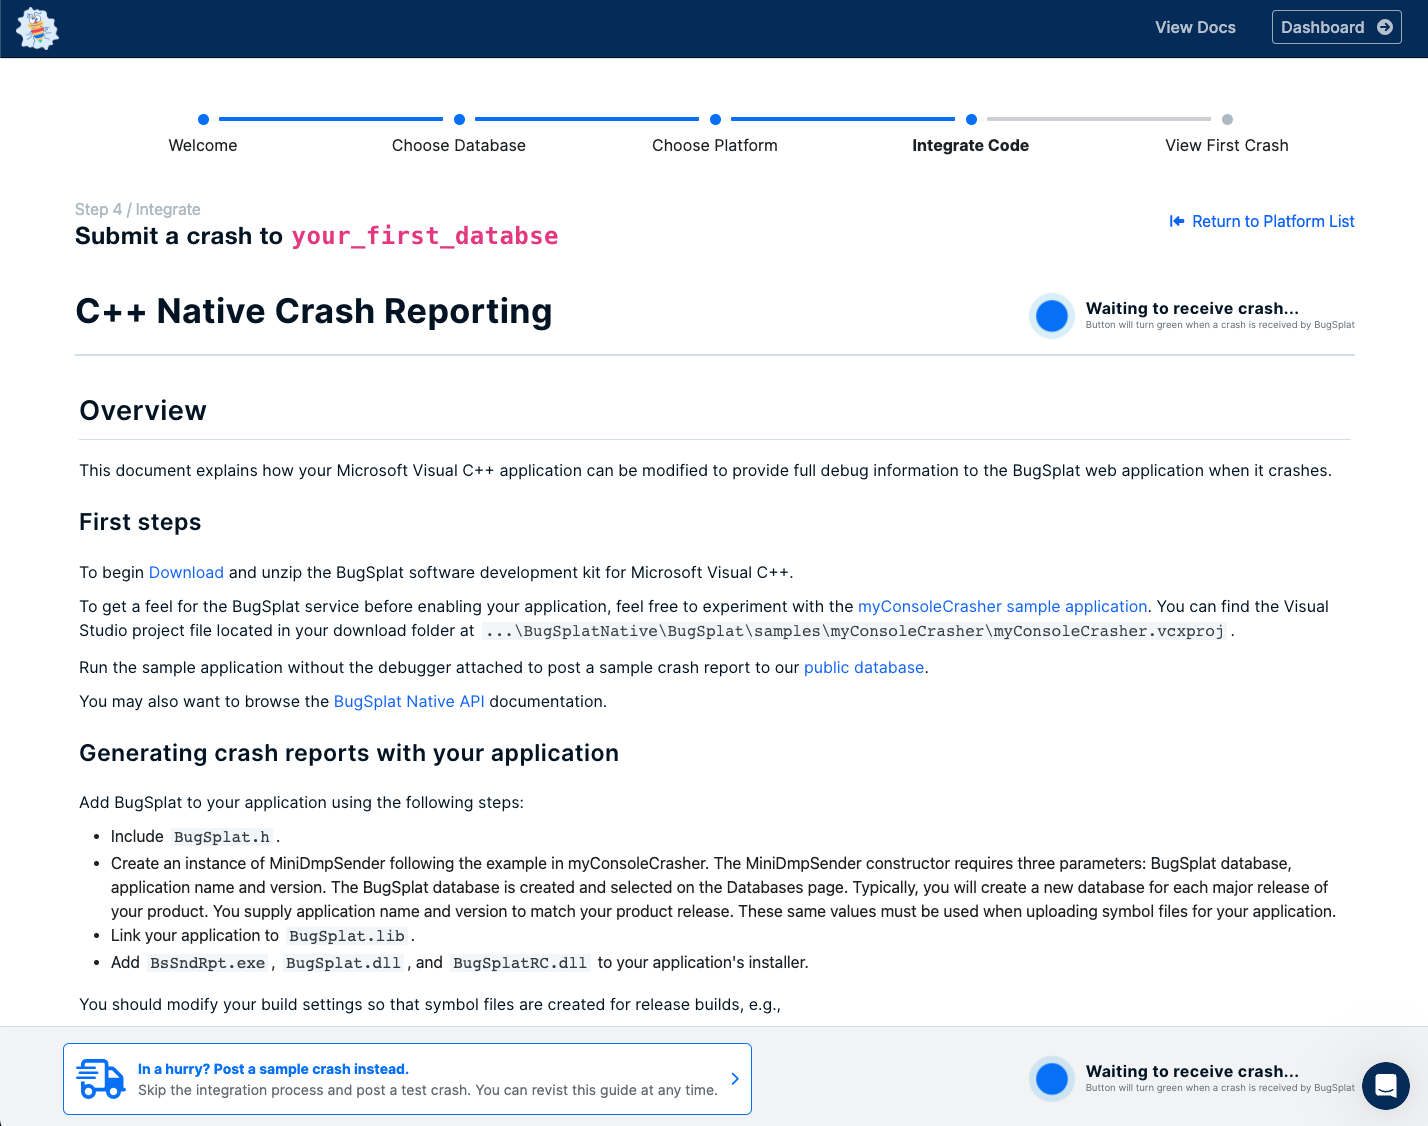 View Docs
Dashboard
Welcome
Choose Database
Choose Platform
Integrate Code
View First Crash
Step 4 / Integrate
Submit a crash to your_first_databse
Return to Platform List
C++ Native Crash Reporting
Waiting to receive crash...
Button will turn green when a crash is received by BugSplat
Overview
This document explains how your Microsoft Visual C++ application can be modified to provide full debug information to the BugSplat web application when it crashes.
First steps
To begin Download and unzip the BugSplat software development kit for Microsoft Visual C++.
To get a feel for the BugSplat service before enabling your application, feel free to experiment with the myConsoleCrasher sample application. You can find the Visual
Studio project file located in your download folder at ...\BugSplatNative\BugSplat\samples\myConsoleCrasher\myConsoleCrasher.vcxproj.
Run the sample application without the debugger attached to post a sample crash report to our public database.
You may also want to browse the BugSplat Native API documentation.
Generating crash reports with your application
Add BugSplat to your application using the following steps:
• Include BugSplat.h.
• Create an instance of MiniDmpSender following the example in myConsoleCrasher. The MiniDmpSender constructor requires three parameters: BugSplat database,
application name and version. The BugSplat database is created and selected on the Databases page. Typically, you will create a new database for each major release of
your product. You supply application name and version to match your product release. These same values must be used when uploading symbol files for your application.
• Link your application to BugSplat.lib.
• Add BsSndRpt.exe, BugSplat.dll, and BugSplatRC.dll to your application's installer.
You should modify your build settings so that symbol files are created for release builds, e.g.,
In a hurry? Post a sample crash instead.
Skip the integration process and post a test crash. You can revist this guide at any time.
Waiting to receive crash...
Button will turn green when a crash is received by BugSplat